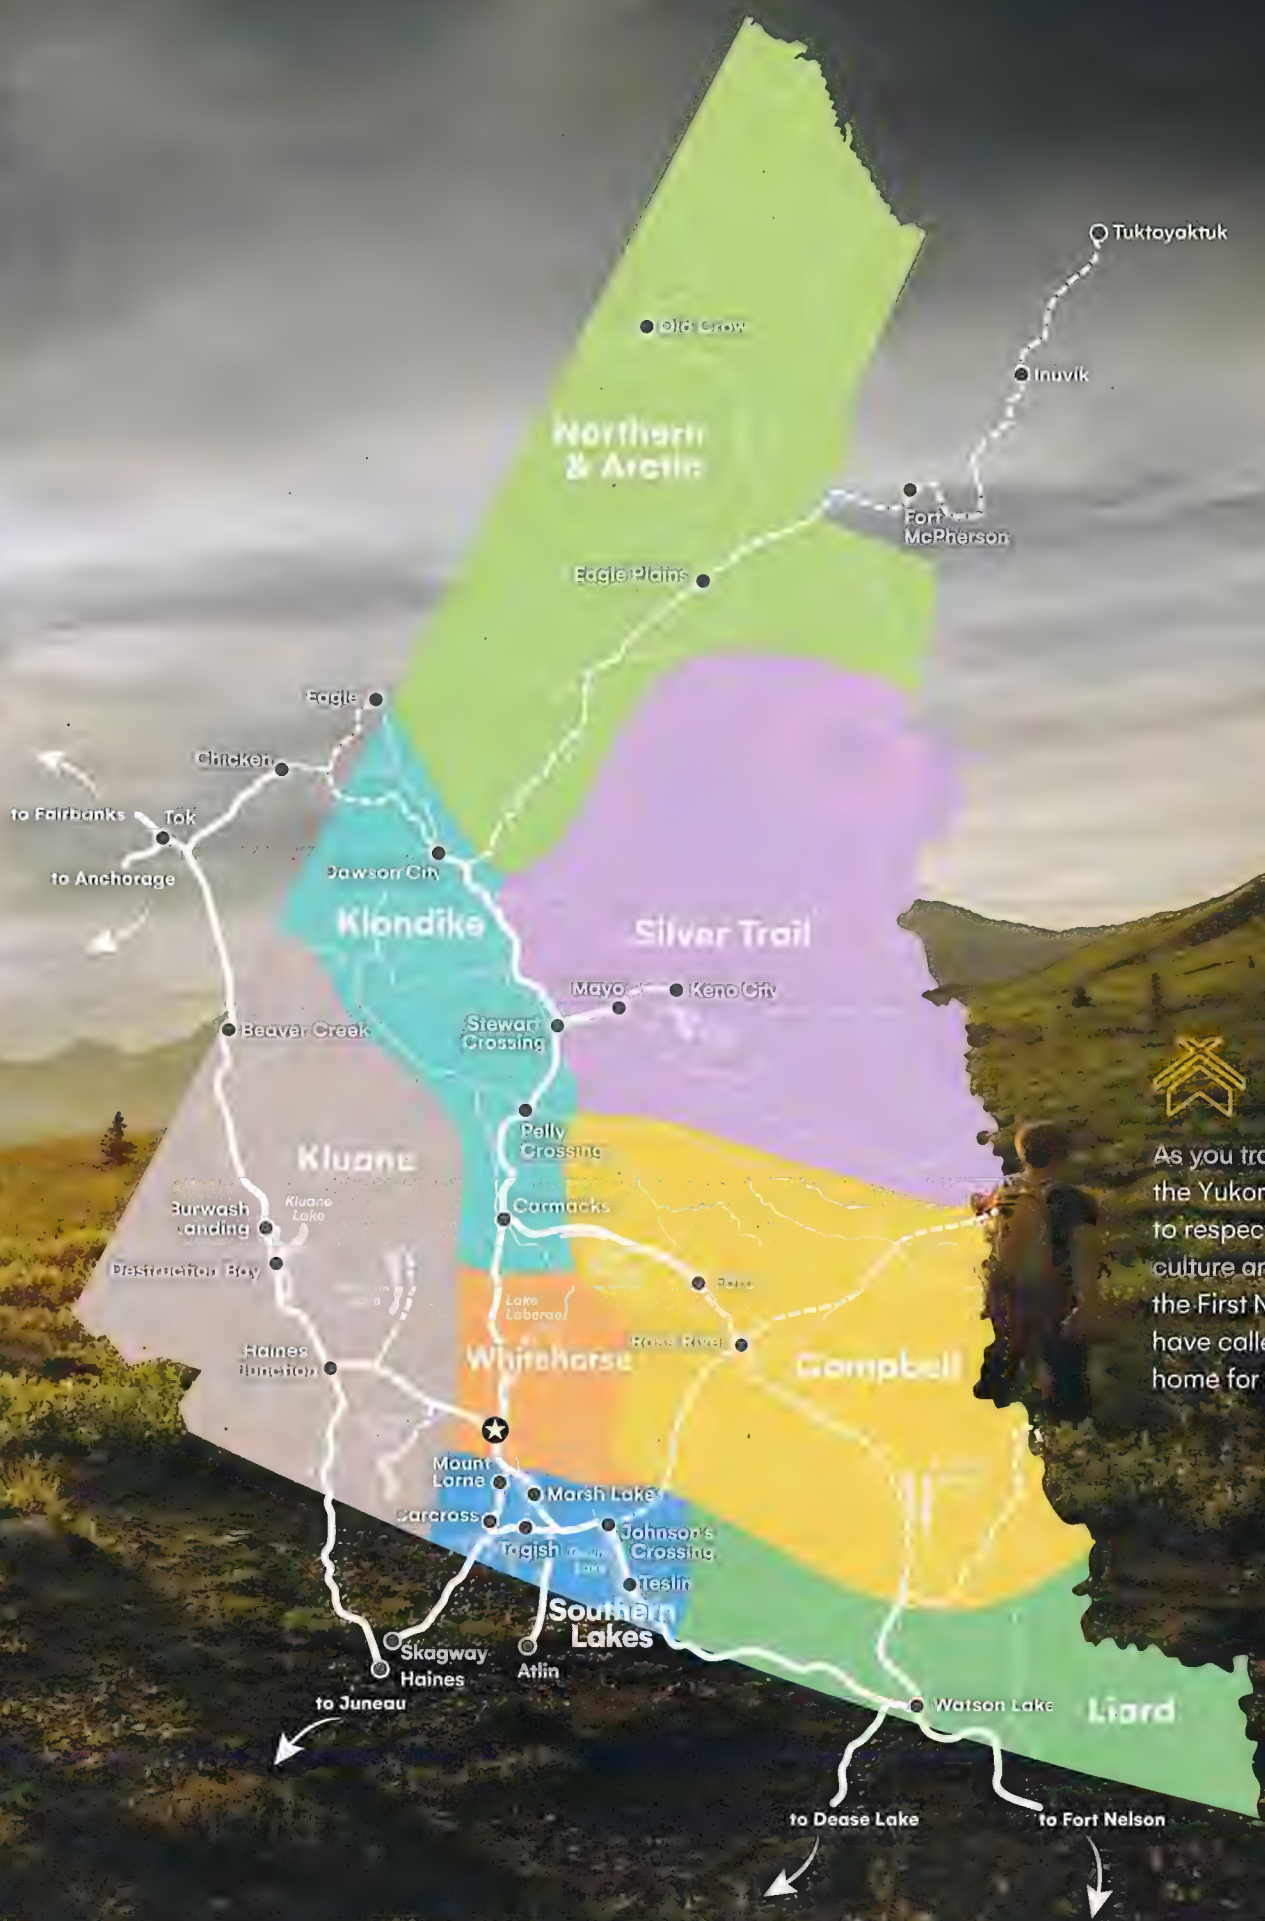 Tuktoyaktuk
Old Crow
Inuvik
Northern
& Arctic
Fort
McPherson
Eagle Plains
Eagle
Chicken
to Fairbanks
Tok
to Anchorage
Dawson City
Klondike
Silver Trail
Mayo
Keno City
Stewart
Crossing
Beaver Creek
Pelly
Crossing
Kluane
Carmacks
Burwash
Landing
Kluane
Lake
Destruction Bay
Lake
Laberge
Ross River
Haines
Junction
Whitehorse
Campbell
Mount
Lorne
Marsh Lake
Carcross
Tagish
Johnson's
Crossing
Teslin
Southern
Lakes
Skagway
Haines
Atlin
to Juneau
Watson Lake
Liard
to Dease Lake
to Fort Nelson
As you tra
the Yukon
to respec
culture an
the First N
have calle
home for